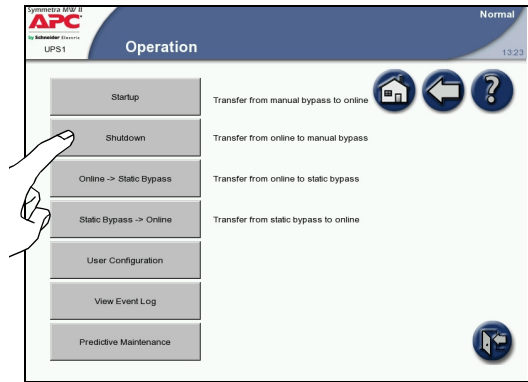 Symmetra MW II
APC
by Schneider Electric
UPS1
Operation
Normal
13:23
Startup
Transfer from manual bypass to online
?
Shutdown
Transfer from online to manual bypass
Online -> Static Bypass
Transfer from online to static bypass
Static Bypass -> Online
Transfer from static bypass to online
User Configuration
View Event Log
Predictive Maintenance